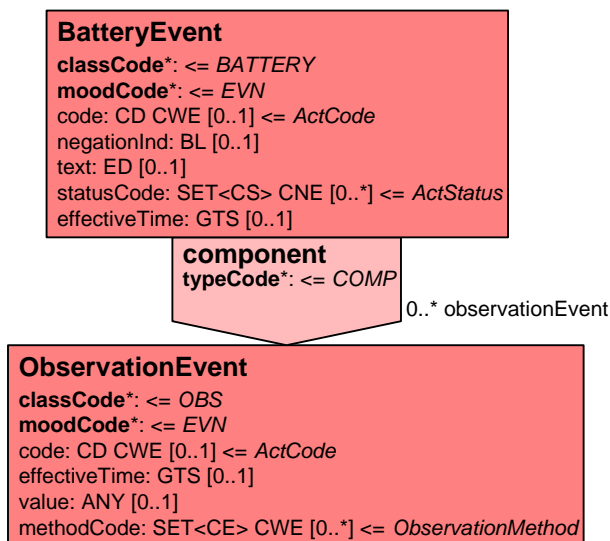 BatteryEvent
classCode*: <= BATTERY
moodCode*: <= EVN
code: CD CWE [0..1] <= ActCode
negationInd: BL [0..1]
text: ED [0..1]
statusCode: SET<CS> CNE [0..*] <= ActStatus
effectiveTime: GTS [0..1]
component
typeCode*: <= COMP
0..* observationEvent
ObservationEvent
classCode*: <= OBS
moodCode*: <= EVN
code: CD CWE [0..1] <= ActCode
effectiveTime: GTS [0..1]
value: ANY [0..1]
methodCode: SET<CE> CWE [0..*] <= ObservationMethod